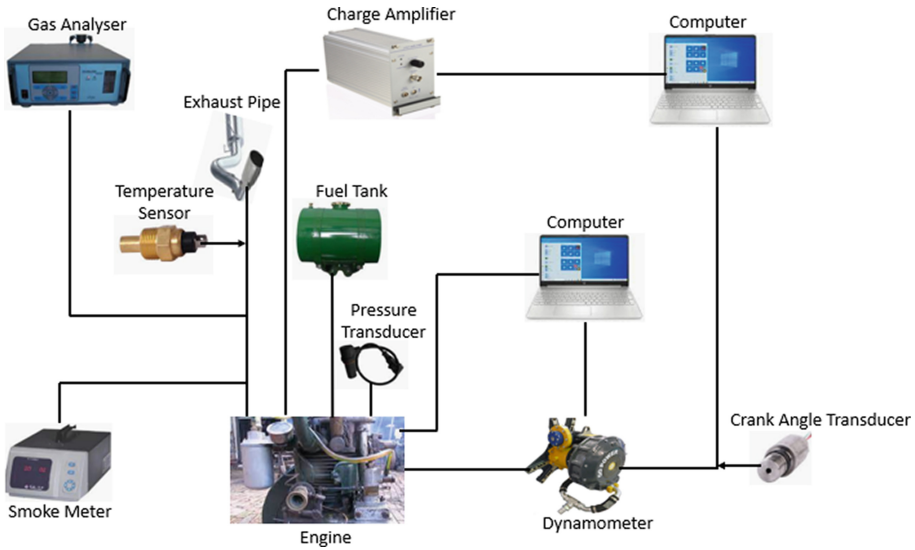 Gas Analyser
Charge Amplifier
Computer
Exhaust Pipe
Temperature
Sensor
Fuel Tank
Computer
Pressure
Transducer
Crank Angle Transducer
Smoke Meter
Engine
Dynamometer